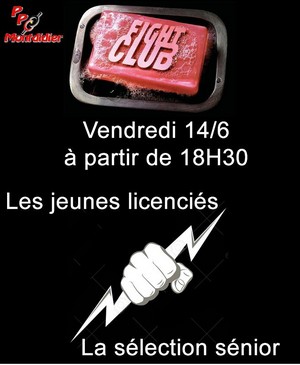 PPC
Montdidier
FIGHT
CLUB
Vendredi 14/6
à partir de 18H30
Les jeunes licenciés
La sélection sénior